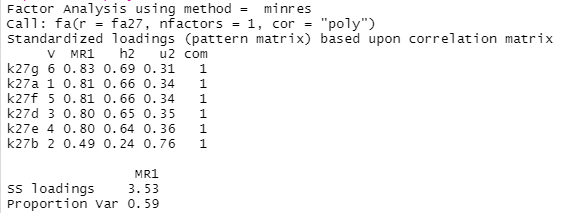 Factor Analysis using method =  minres
Call: fa(r = fa27, nfactors = 1, cor = "poly")
Standardized loadings (pattern matrix) based upon correlation matrix
     V  MR1   h2   u2 com
k27g 6 0.83 0.69 0.31   1
k27a 1 0.81 0.66 0.34   1
k27f 5 0.81 0.66 0.34   1
k27d 3 0.80 0.65 0.35   1
k27e 4 0.80 0.64 0.36   1
k27b 2 0.49 0.24 0.76   1
                MR1
SS loadings    3.53
Proportion Var 0.59